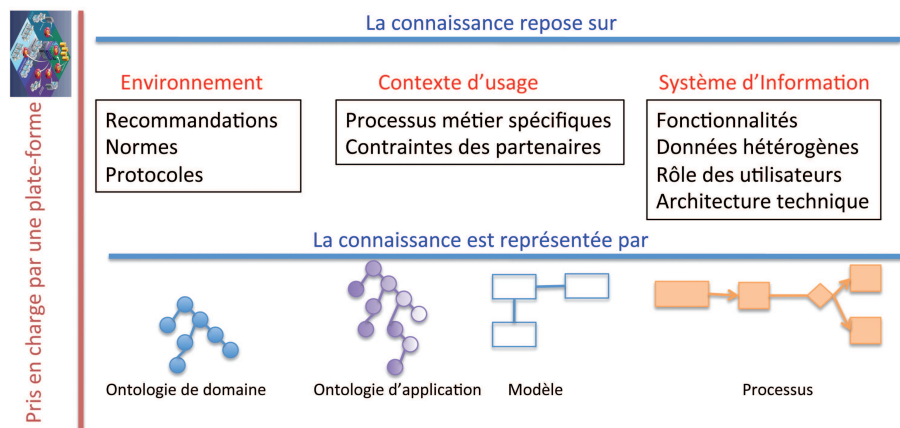 La connaissance repose sur
Environnement
Contexte d'usage
Système d'Information
Recommandations
Normes
Protocoles
Processus métier spécifiques
Contraintes des partenaires
Fonctionnalités
Données hétérogènes
Rôle des utilisateurs
Architecture technique
La connaissance est représentée par
Ontologie de domaine
Ontologie d'application
Modèle
Processus
Pris en charge par une plate-forme